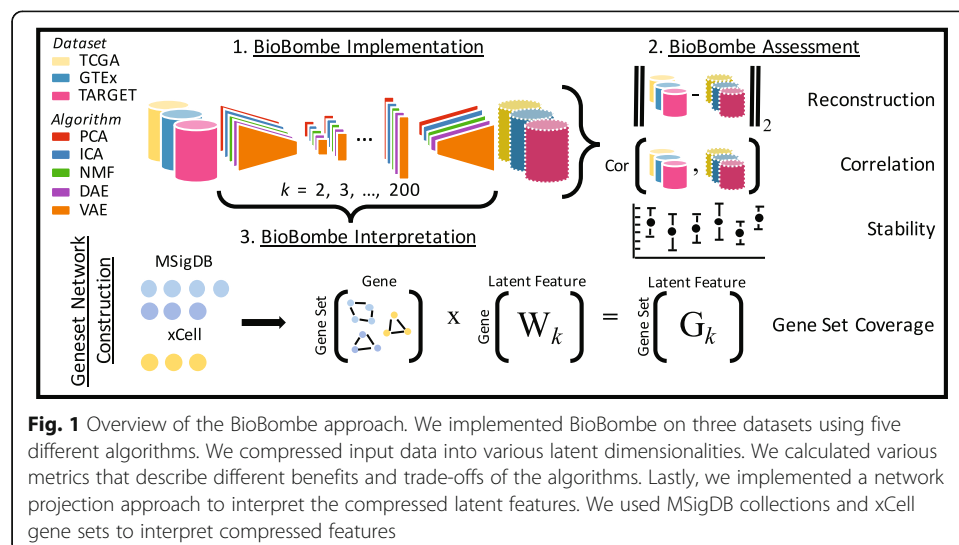 Dataset
TCGA
GTEx
TARGET
Algorithm
PCA
ICA
NMF
DAE
VAE
1. BioBombe Implementation
k = 2, 3, ..., 200
...
2. BioBombe Assessment
2
Reconstruction
Cor
,
Correlation
Stability
3. BioBombe Interpretation
Geneset Network
Construction
MSigDB
xCell
Gene
Gene Set
x
Latent Feature
Gene
Wk
=
Latent Feature
Gene Set
Gk
Gene Set Coverage
Fig. 1 Overview of the BioBombe approach. We implemented BioBombe on three datasets using five
different algorithms. We compressed input data into various latent dimensionalities. We calculated various
metrics that describe different benefits and trade-offs of the algorithms. Lastly, we implemented a network
projection approach to interpret the compressed latent features. We used MSigDB collections and xCell
gene sets to interpret compressed features